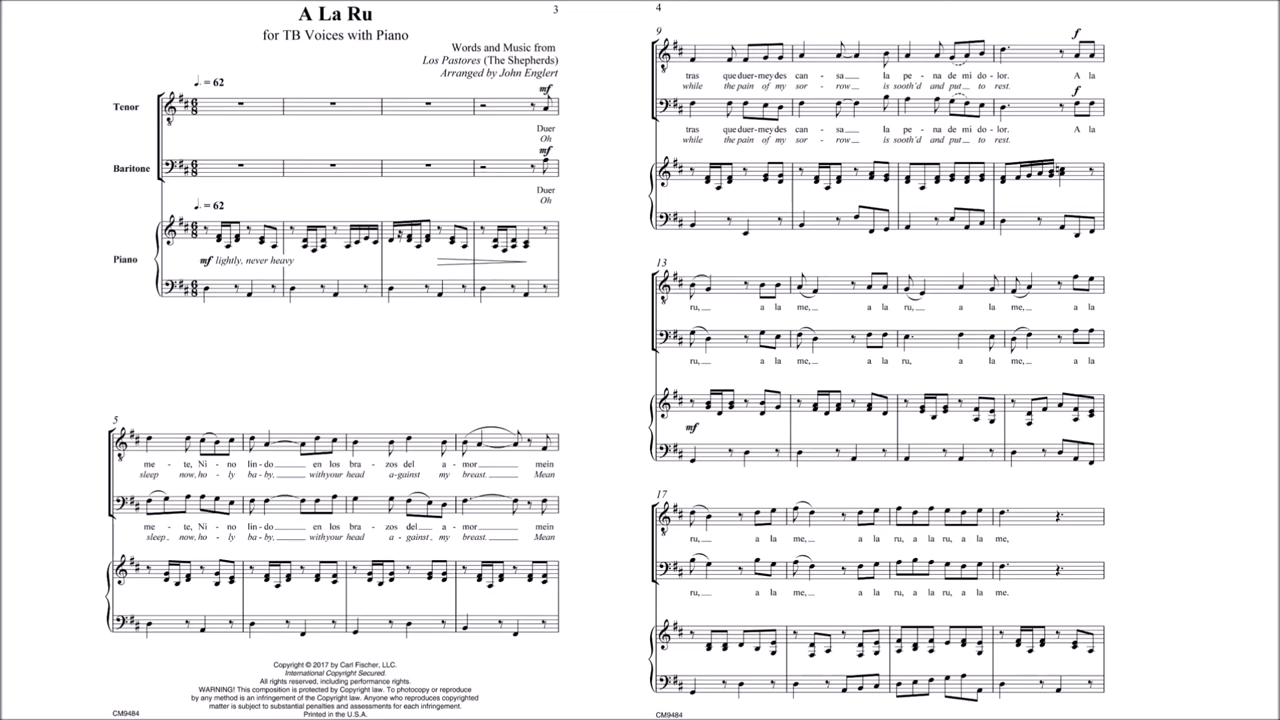 A La Ru
3
for TB Voices with Piano
Words and Music from
Los Pastores (The Shepherds)
Arranged by John Englert
♩. = 62
mf
Tenor
Duer
Oh
mf
Baritone
Duer
Oh
♩. = 62
Piano
mf lightly, never heavy
5
me - te, Ni - no lin - do en los bra - zos del a - mor mein
sleep now, ho - ly ba - by, with your head a - gainst my breast. Mean
me - te, Ni - no lin - do en los bra - zos del a - mor mein
sleep now, ho - ly ba - by, with your head a - gainst my breast. Mean
Copyright © 2017 by Carl Fischer, LLC.
International Copyright Secured.
All rights reserved, including performance rights.
WARNING! This composition is protected by Copyright law. To photocopy or reproduce
by any method is an infringement of the Copyright law. Anyone who reproduces copyrighted
matter is subject to substantial penalties and assessments for each infringement.
Printed in the U.S.A.
CM9484
4
9
f
tras que duer - mey des can - sa la pe - na de mi do - lor. A la
while the pain of my sor - row is sooth'd and put to rest.
f
tras que duer - mey des can - sa la pe - na de mi do - lor. A la
while the pain of my sor - row is sooth'd and put to rest.
13
ru, a la me, a la ru, a la me, a la
ru, a la me, a la ru, a la me, a la
mf
17
ru, a la me, a la ru, a la ru, a la me,
ru, a la me, a la ru, a la ru, a la me.
CM9484